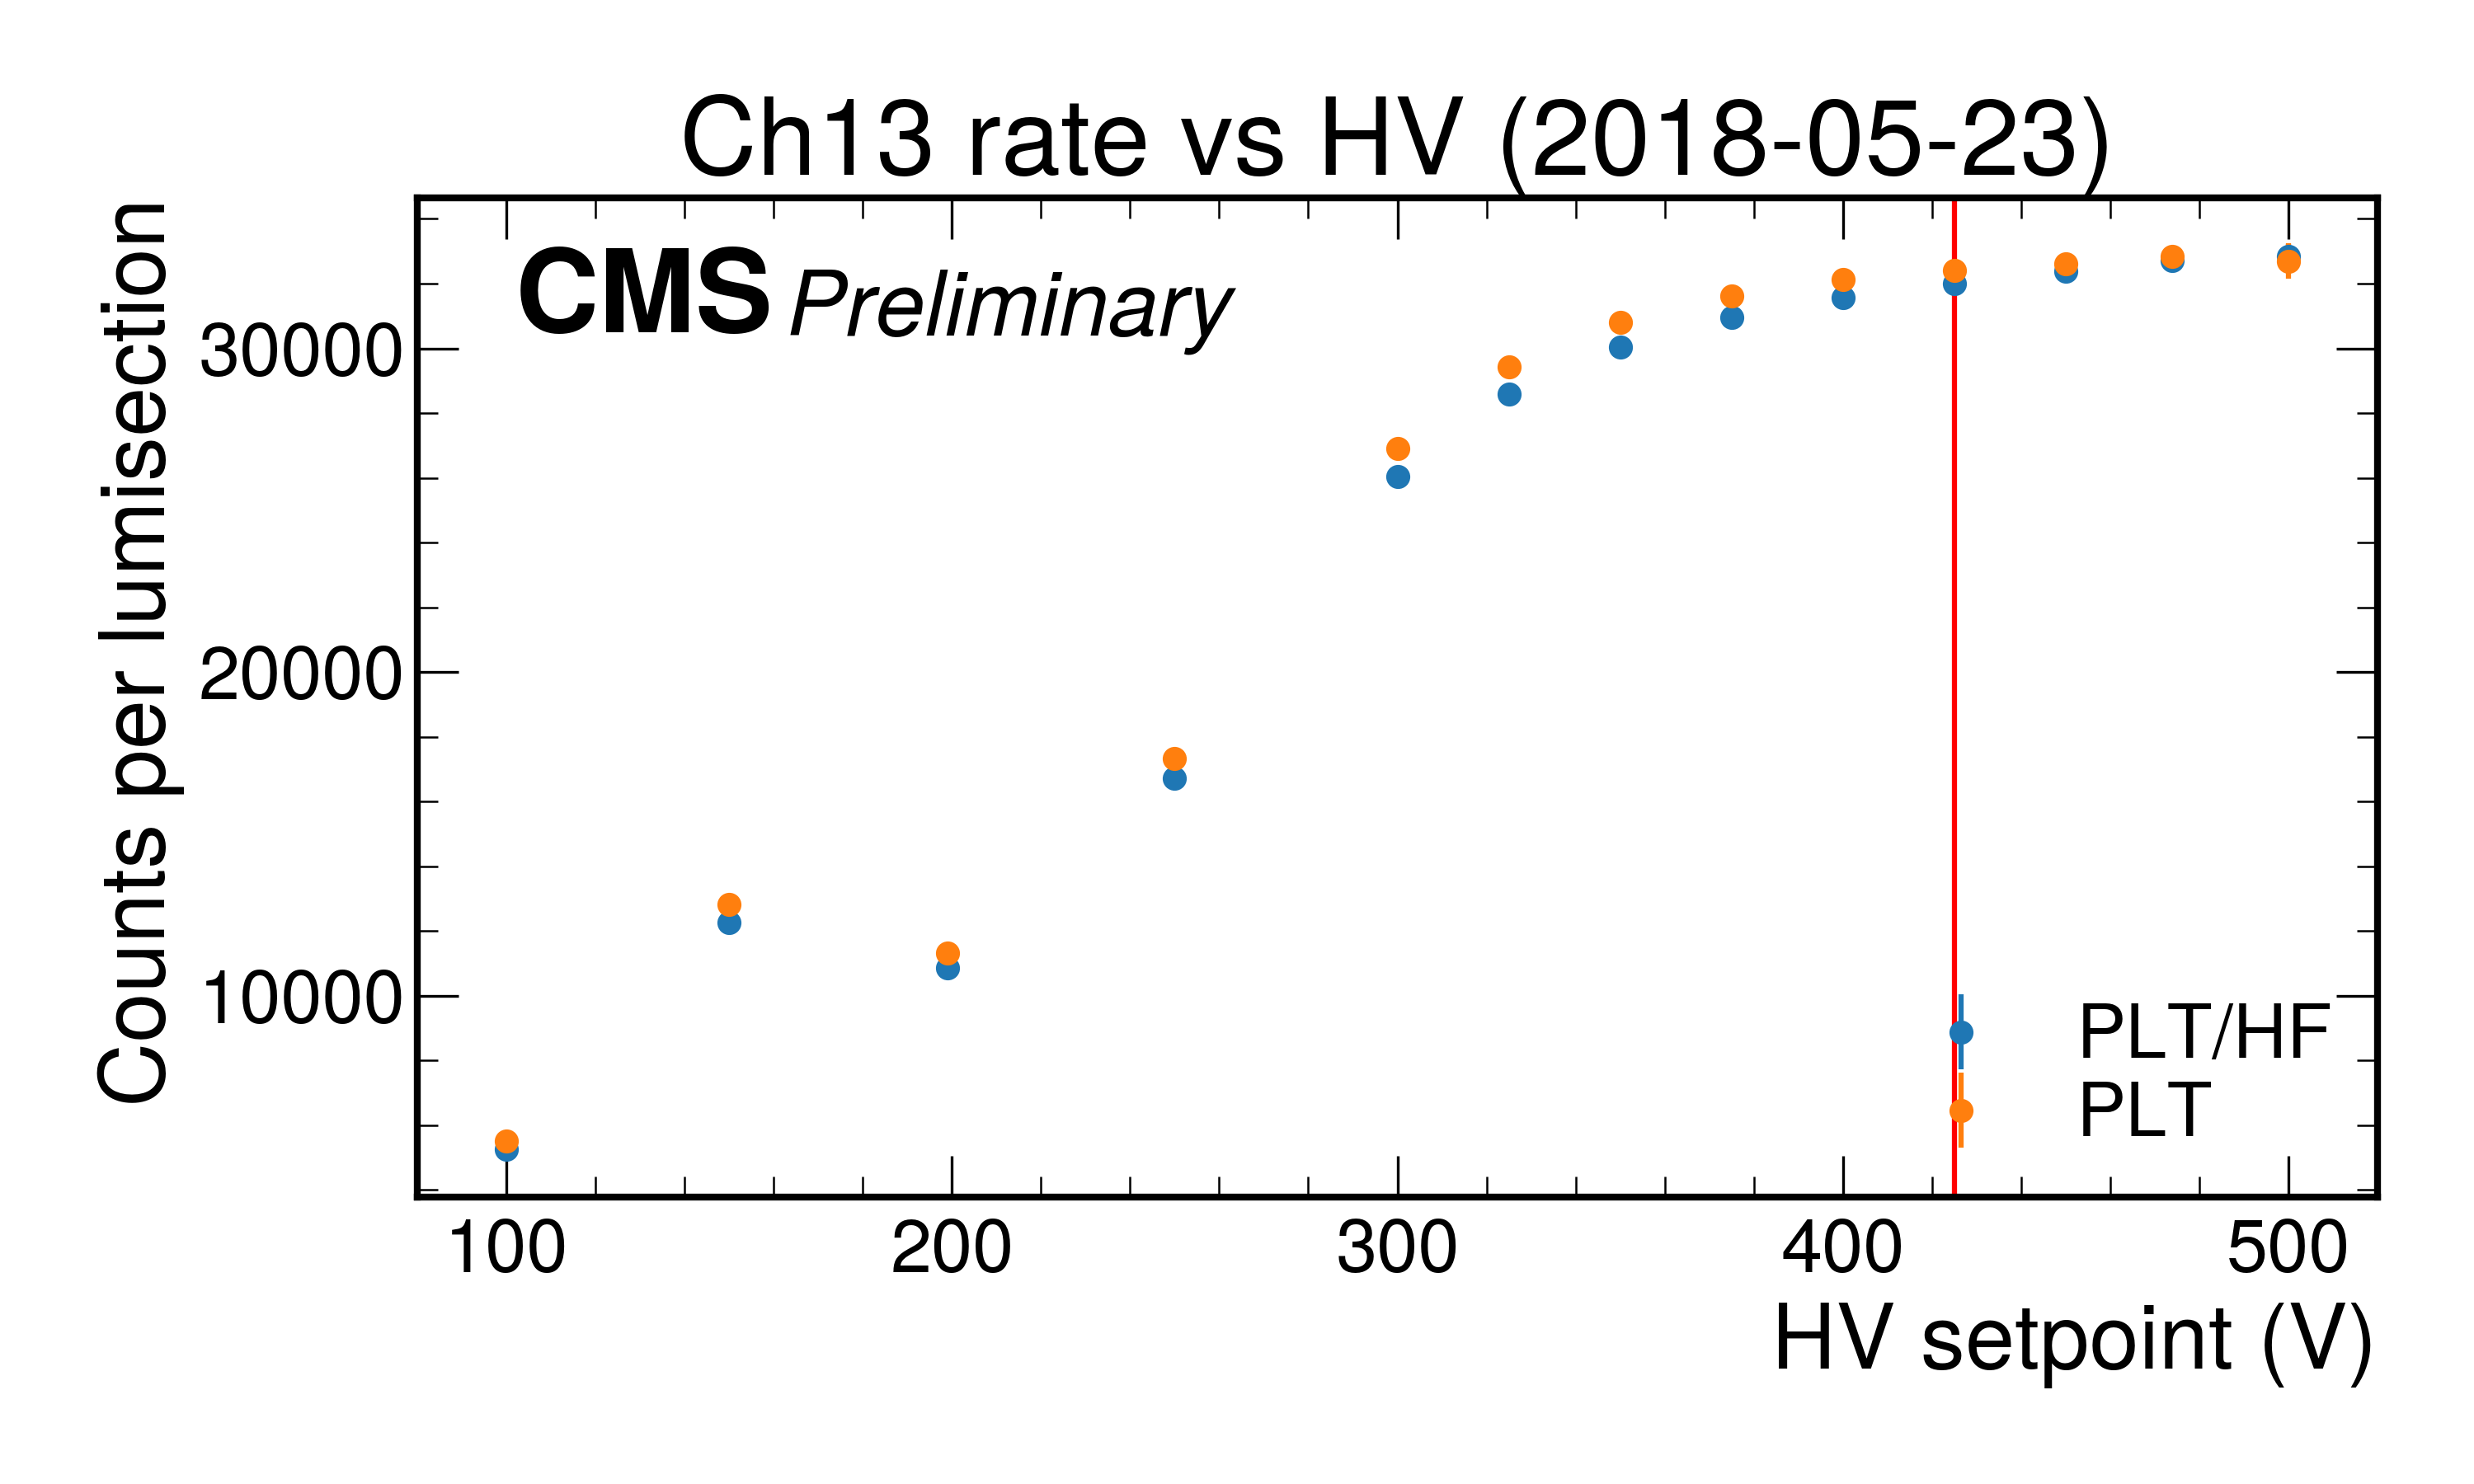 Ch13 rate vs HV (2018-05-23)
CMS Preliminary
Counts per lumisection
30000
20000
10000
PLT/HF
PLT
100 200 300 400 500
HV setpoint (V)